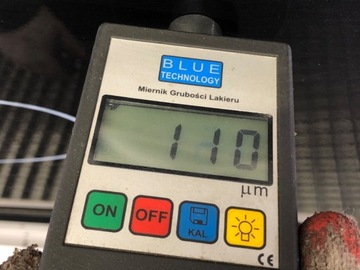 BLUE
TECHNOLOGY
Miernik Grubości Lakieru
110
µm
ON
OFF
KAL
CE